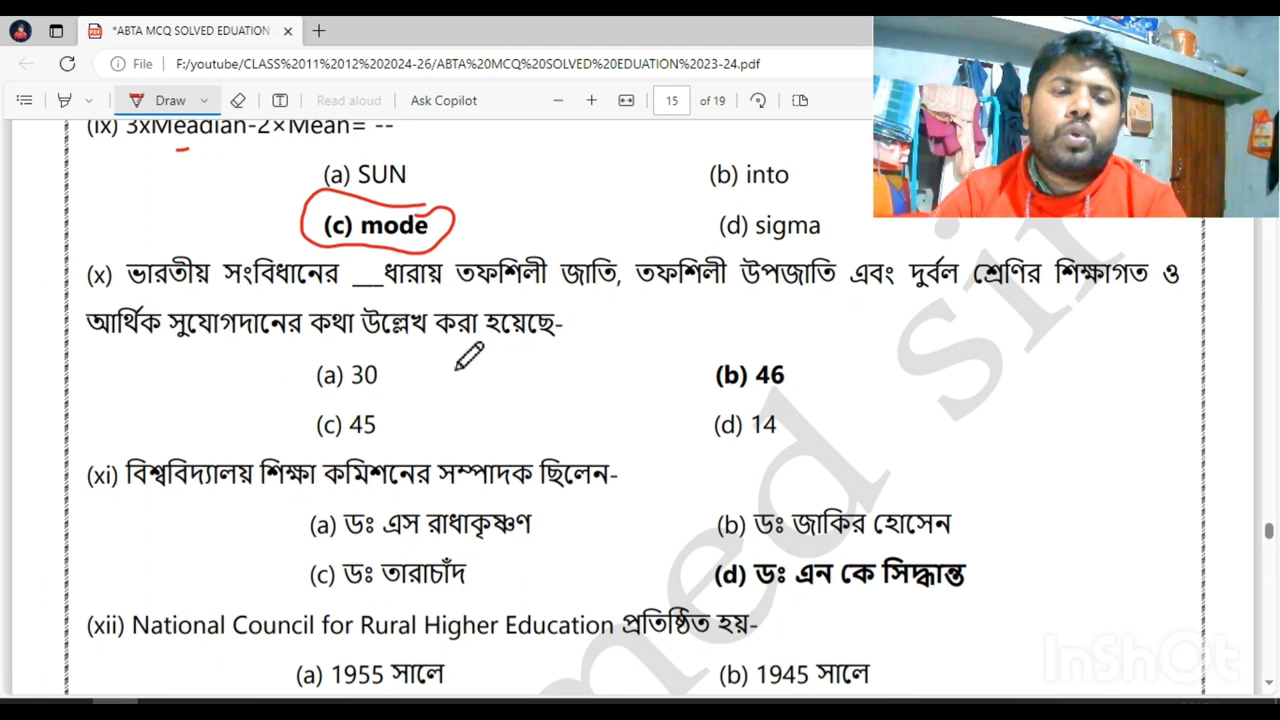 *ABTA MCQ SOLVED EDUATION
File F:/youtube/CLASS%2011%2012%202024-26/ABTA%20MCQ%20SOLVED%20EDUATION%2023-24.pdf
Draw Read aloud Ask Copilot 15 of 19
(ix) 3xMeadian-2×Mean= --
(a) SUN (b) into
(c) mode (d) sigma
(x) ভারতীয় সংবিধানের __ধারায় তফশিলী জাতি, তফশিলী উপজাতি এবং দুর্বল শ্রেণির শিক্ষাগত ও
আর্থিক সুযোগদানের কথা উল্লেখ করা হয়েছে-
(a) 30 (b) 46
(c) 45 (d) 14
(xi) বিশ্ববিদ্যালয় শিক্ষা কমিশনের সম্পাদক ছিলেন-
(a) ডঃ এস রাধাকৃষ্ণণ (b) ডঃ জাকির হোসেন
(c) ডঃ তারাচাঁদ (d) ডঃ এন কে সিদ্ধান্ত
(xii) National Council for Rural Higher Education প্রতিষ্ঠিত হয়-
(a) 1955 সালে (b) 1945 সালে
med sir
InShOt